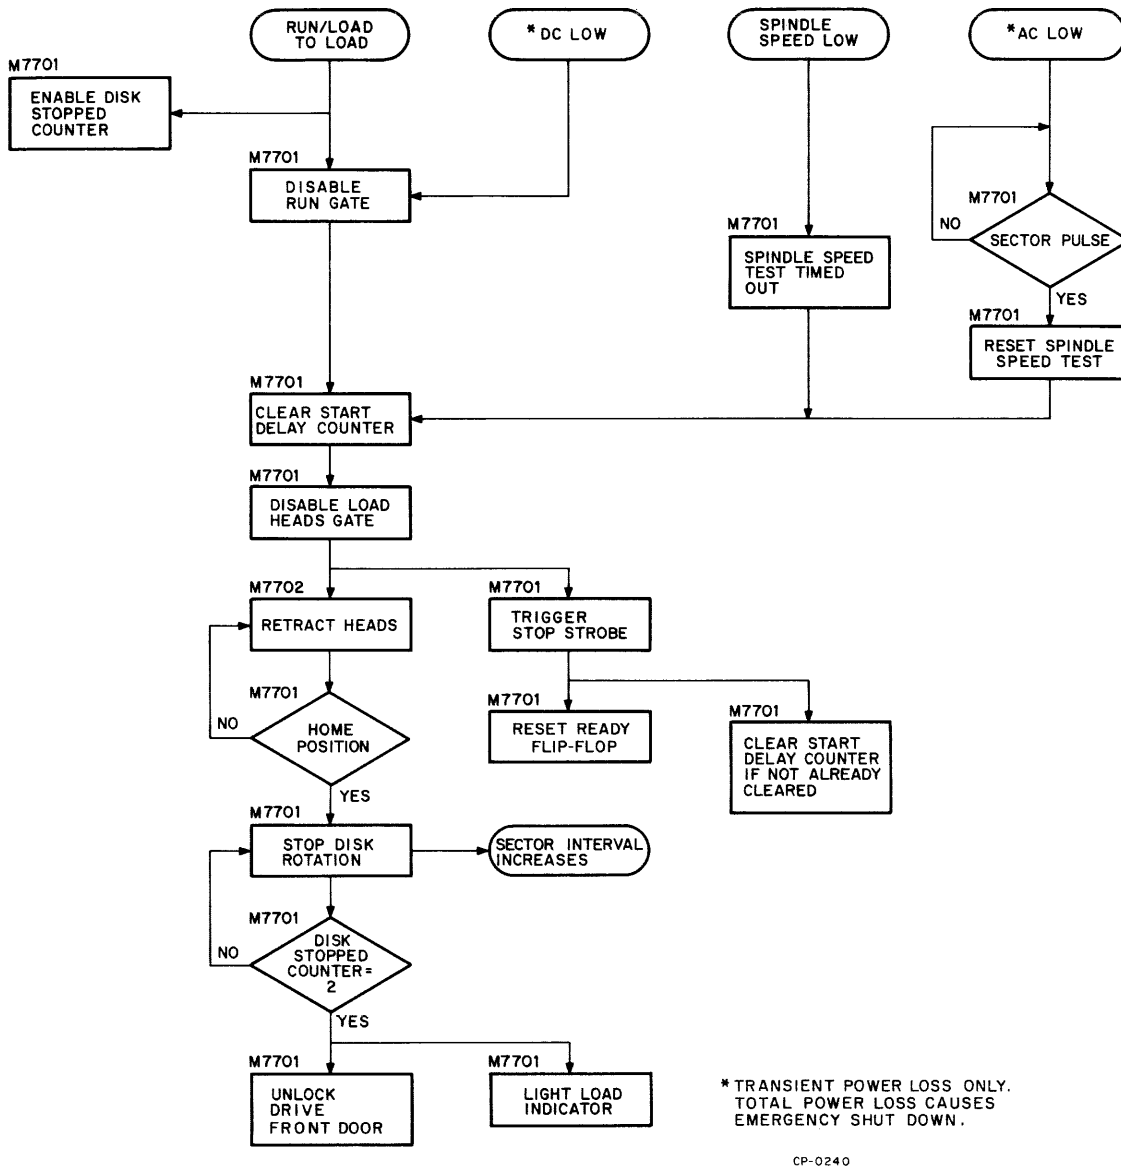 RUN/LOAD
TO LOAD
* DC LOW
SPINDLE
SPEED LOW
* AC LOW
M7701
ENABLE DISK
STOPPED
COUNTER
M7701
DISABLE
RUN GATE
M7701
SPINDLE SPEED
TEST TIMED
OUT
M7701
SECTOR PULSE
NO
YES
M7701
RESET SPINDLE
SPEED TEST
M7701
CLEAR START
DELAY COUNTER
M7701
DISABLE LOAD
HEADS GATE
M7702
RETRACT HEADS
M7701
TRIGGER
STOP STROBE
M7701
HOME
POSITION
NO
YES
M7701
RESET READY
FLIP-FLOP
M7701
CLEAR START
DELAY COUNTER
IF NOT ALREADY
CLEARED
M7701
STOP DISK
ROTATION
SECTOR INTERVAL
INCREASES
M7701
DISK
STOPPED
COUNTER=
2
NO
YES
M7701
UNLOCK
DRIVE
FRONT DOOR
M7701
LIGHT LOAD
INDICATOR
* TRANSIENT POWER LOSS ONLY.
TOTAL POWER LOSS CAUSES
EMERGENCY SHUT DOWN.
CP-0240